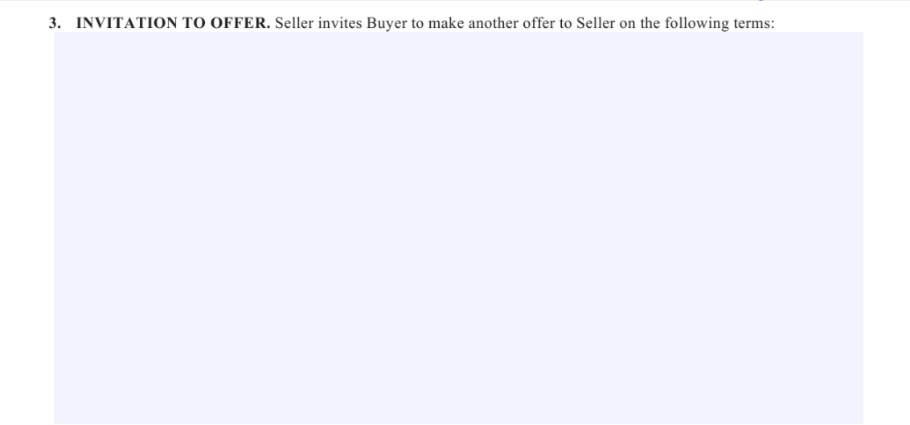 3. INVITATION TO OFFER. Seller invites Buyer to make another offer to Seller on the following terms: